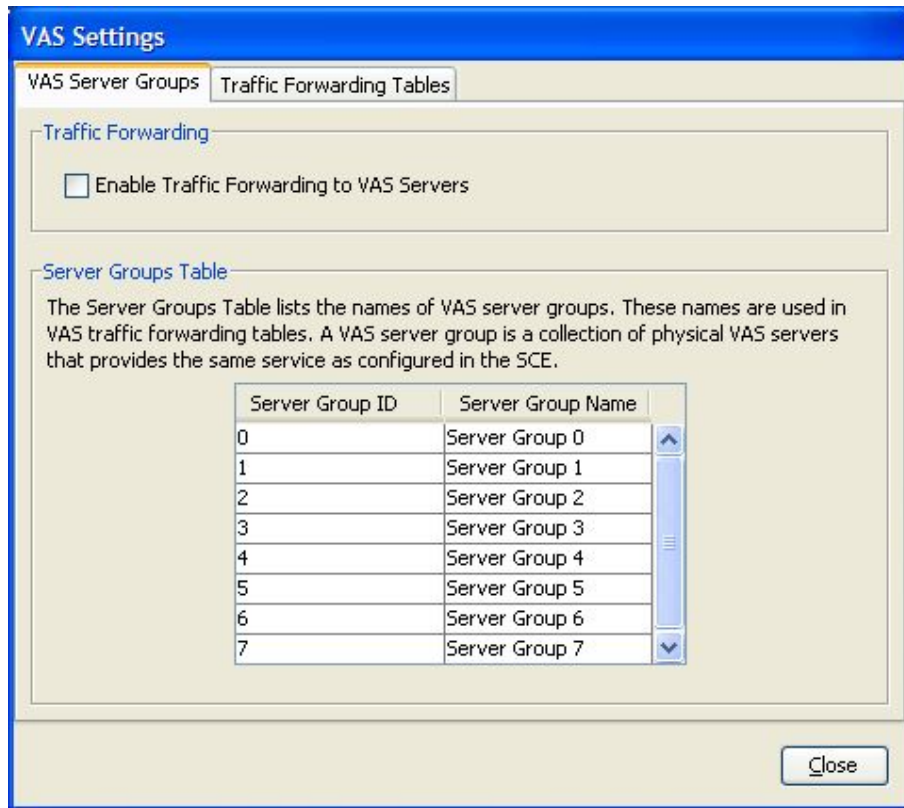 VAS Settings
VAS Server Groups Traffic Forwarding Tables
Traffic Forwarding
Enable Traffic Forwarding to VAS Servers
Server Groups Table
The Server Groups Table lists the names of VAS server groups. These names are used in
VAS traffic forwarding tables. A VAS server group is a collection of physical VAS servers
that provides the same service as configured in the SCE.
Server Group ID Server Group Name
0 Server Group 0
1 Server Group 1
2 Server Group 2
3 Server Group 3
4 Server Group 4
5 Server Group 5
6 Server Group 6
7 Server Group 7
Close